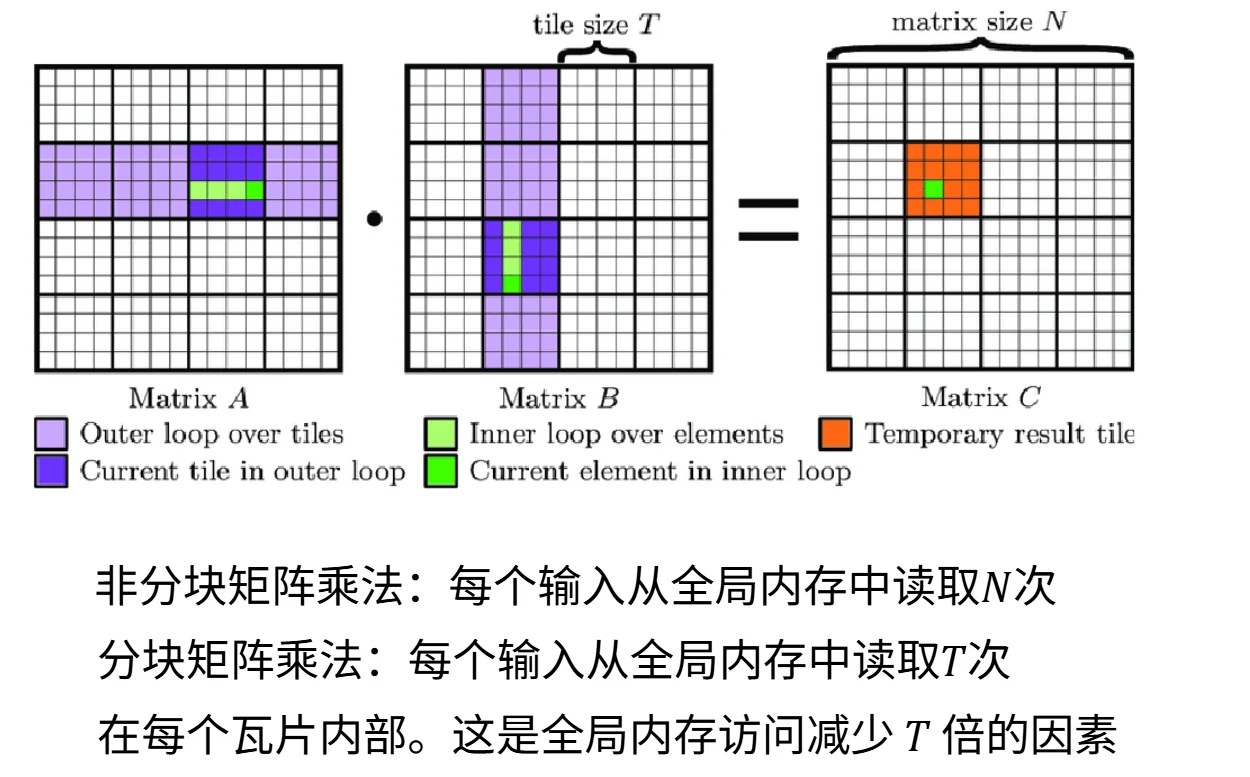 tile size T
matrix size N
Matrix A
Matrix B
Matrix C
Outer loop over tiles
Inner loop over elements
Temporary result tile
Current tile in outer loop
Current element in inner loop
非分块矩阵乘法：每个输入从全局内存中读取N次
分块矩阵乘法：每个输入从全局内存中读取T次
在每个瓦片内部。这是全局内存访问减少 T 倍的因素